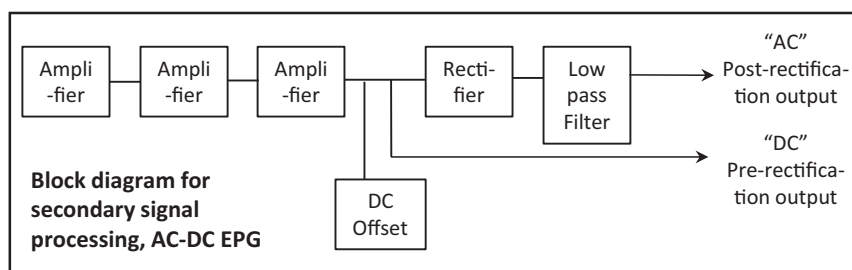 Ampli
-fier
Ampli
-fier
Ampli
-fier
Recti-
fier
Low
pass
Filter
“AC”
Post-rectifica-
tion output
“DC”
Pre-rectifica-
tion output
DC
Offset
Block diagram for
secondary signal
processing, AC-DC EPG